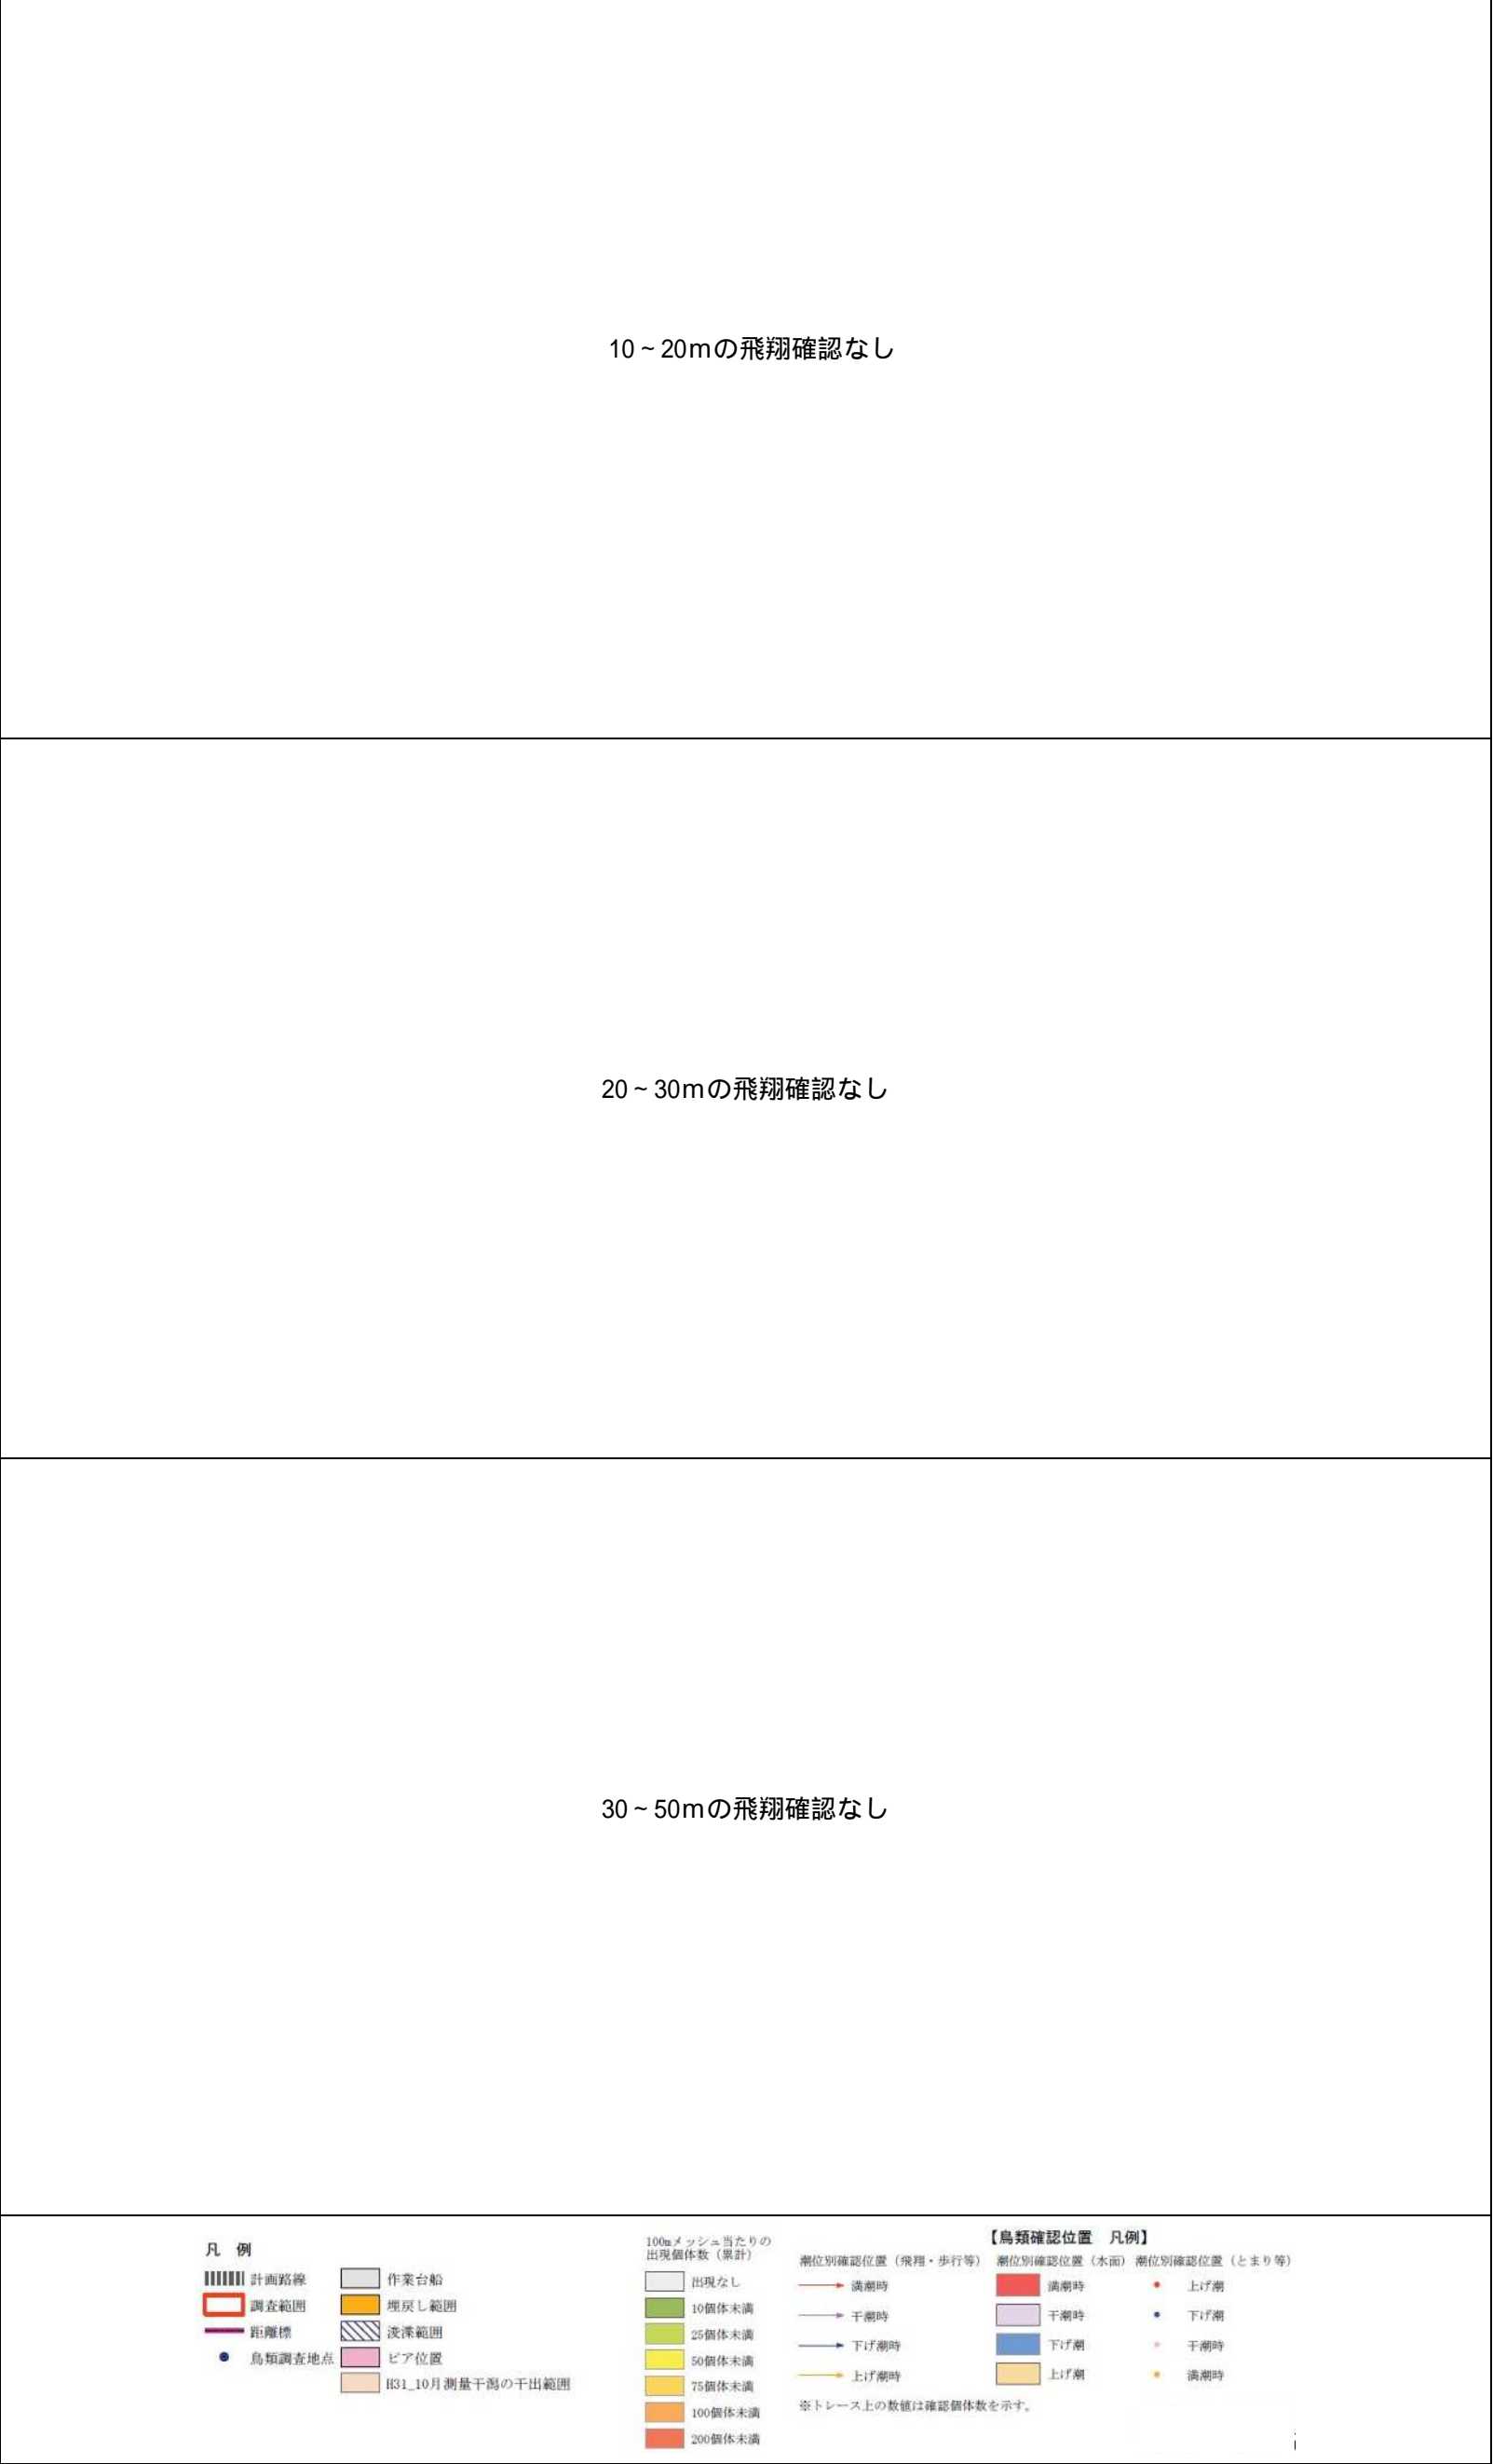 10~20mの飛翔確認なし
20~30mの飛翔確認なし
30~50mの飛翔確認なし
凡 例
計画路線
調査範囲
距離標
鳥類調査地点
作業台船
埋戻し範囲
浚渫範囲
ピア位置
H31_10月測量干潟の干出範囲
100mメッシュ当たりの
出現個体数(累計)
出現なし
10個体未満
25個体未満
50個体未満
75個体未満
100個体未満
200個体未満
【鳥類確認位置 凡例】
潮位別確認位置(飛翔・歩行等)
満潮時
干潮時
下げ潮時
上げ潮時
潮位別確認位置(水面)
満潮時
干潮時
下げ潮
上げ潮
潮位別確認位置(とまり等)
上げ潮
下げ潮
干潮時
満潮時
※トレース上の数値は確認個体数を示す。